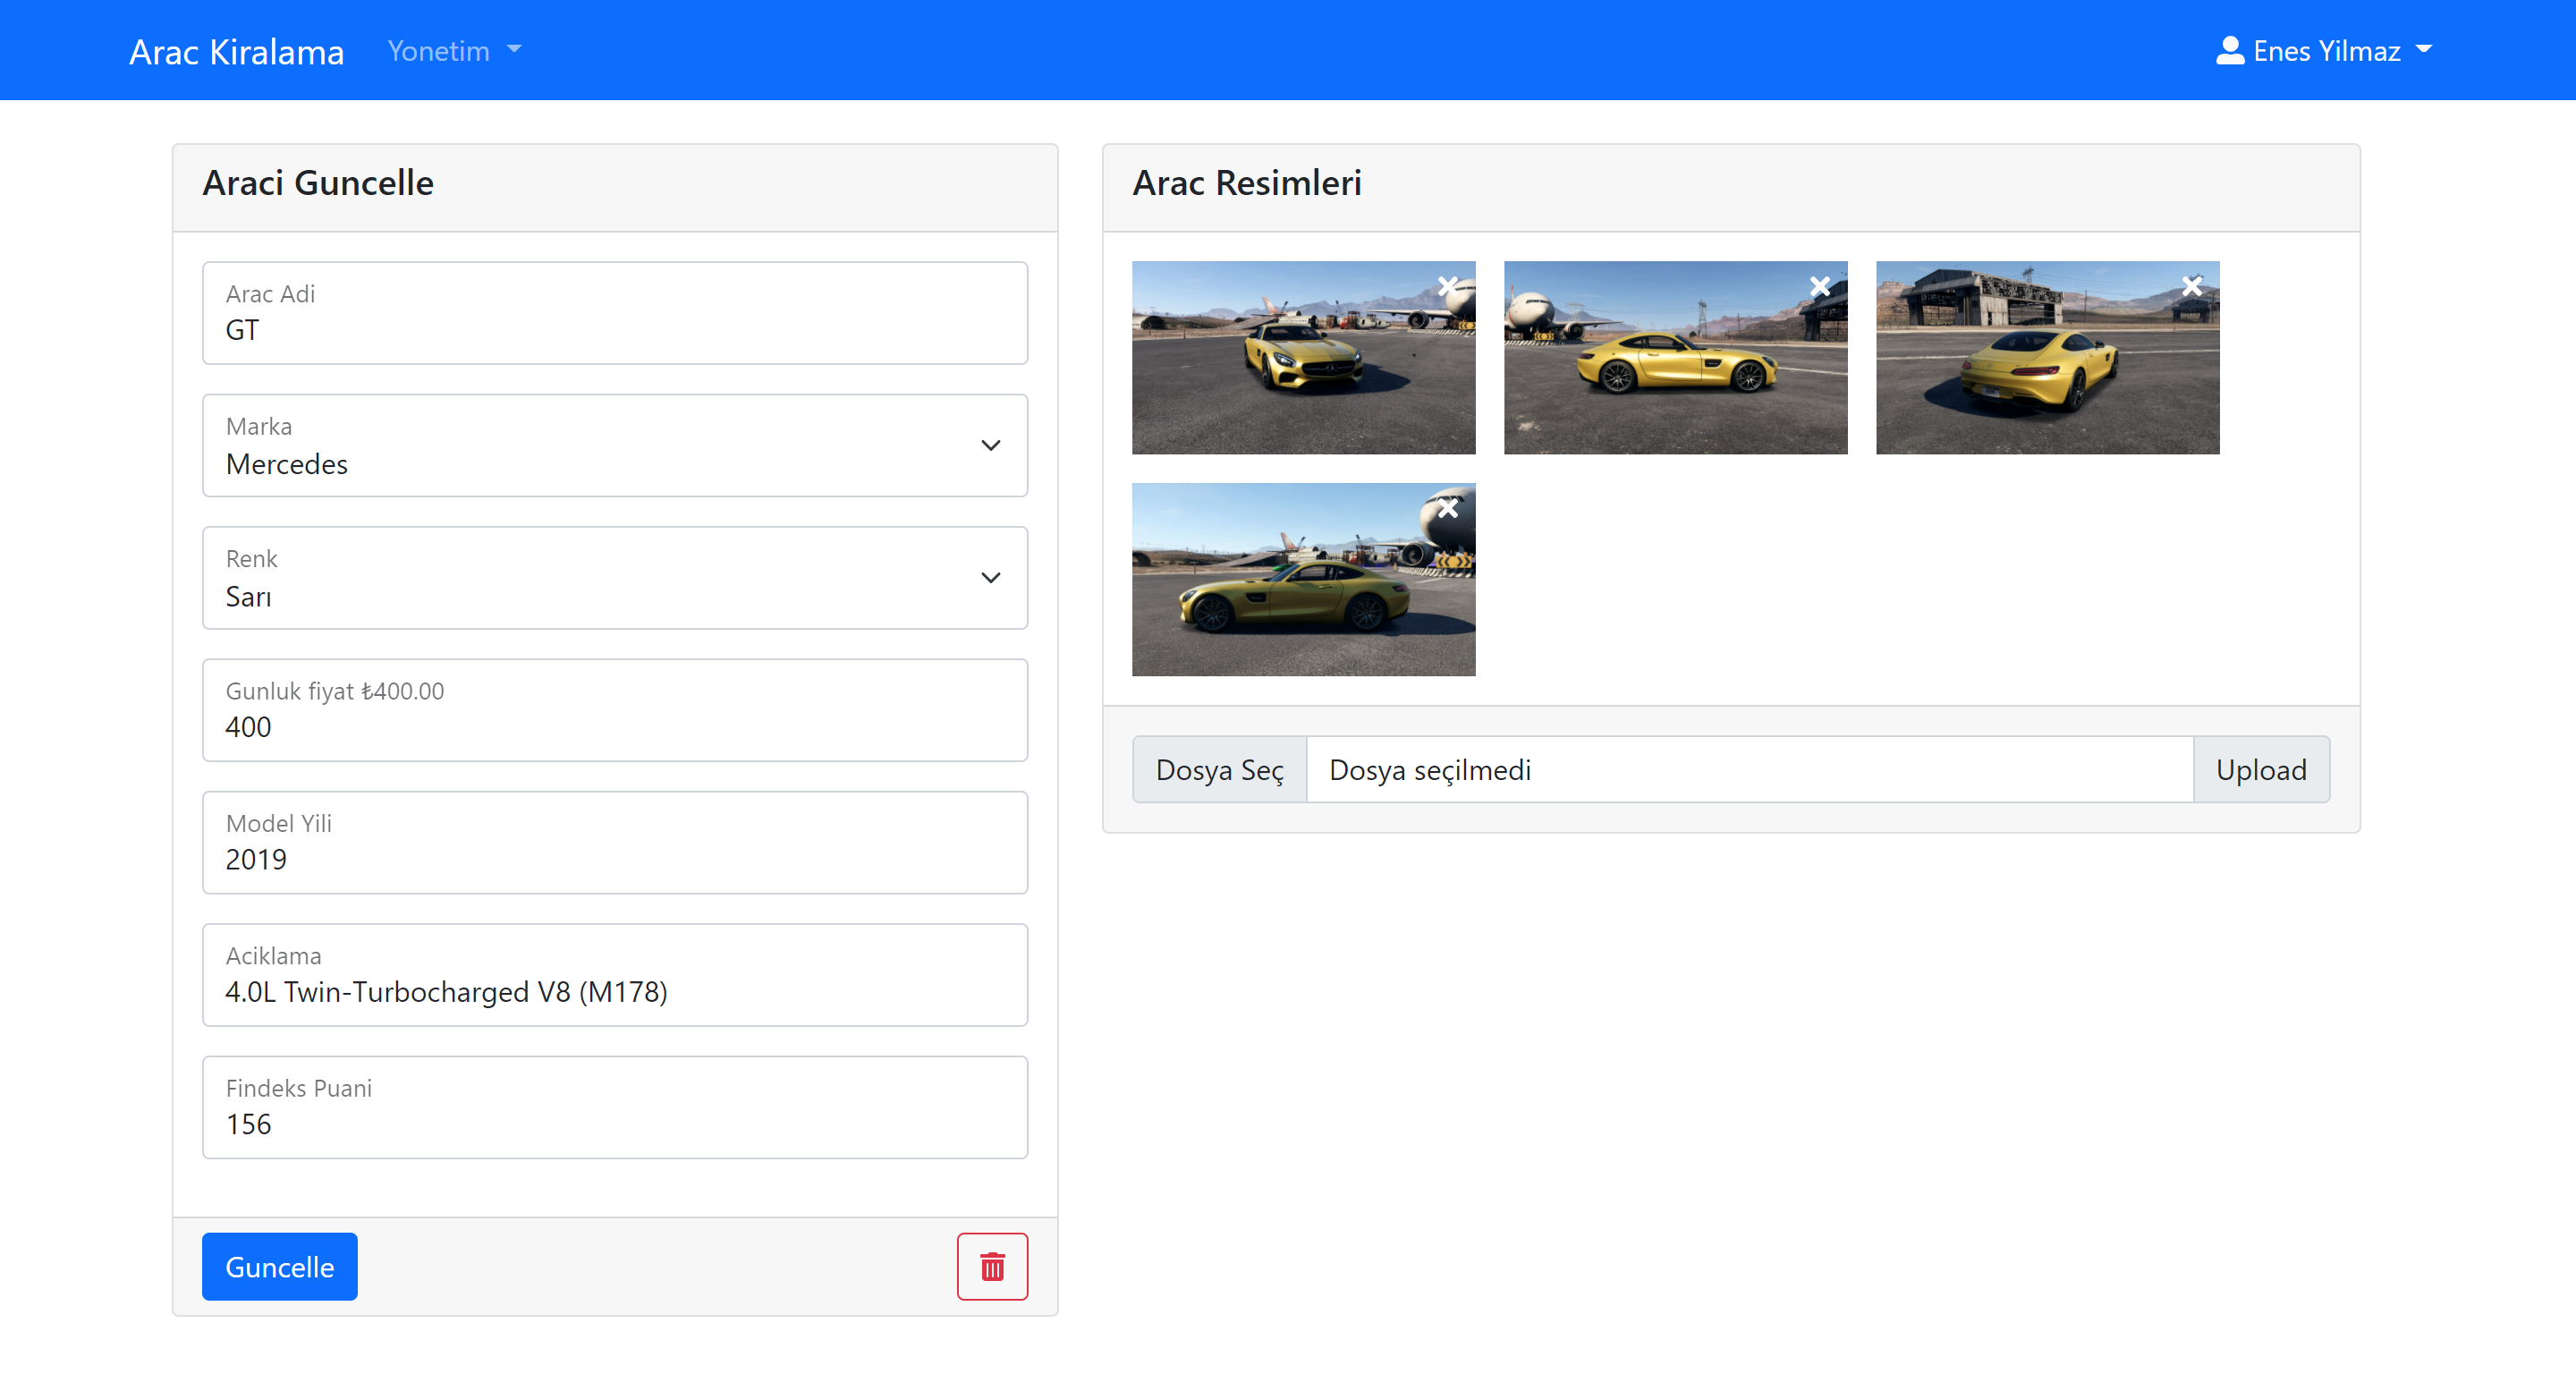 Arac Kiralama
Yonetim
Enes Yilmaz
Araci Guncelle
Arac Adi
GT
Marka
Mercedes
Renk
Sarı
Gunluk fiyat ₺400.00
400
Model Yili
2019
Aciklama
4.0L Twin-Turbocharged V8 (M178)
Findeks Puani
156
Guncelle
Arac Resimleri
Dosya Seç
Dosya seçilmedi
Upload